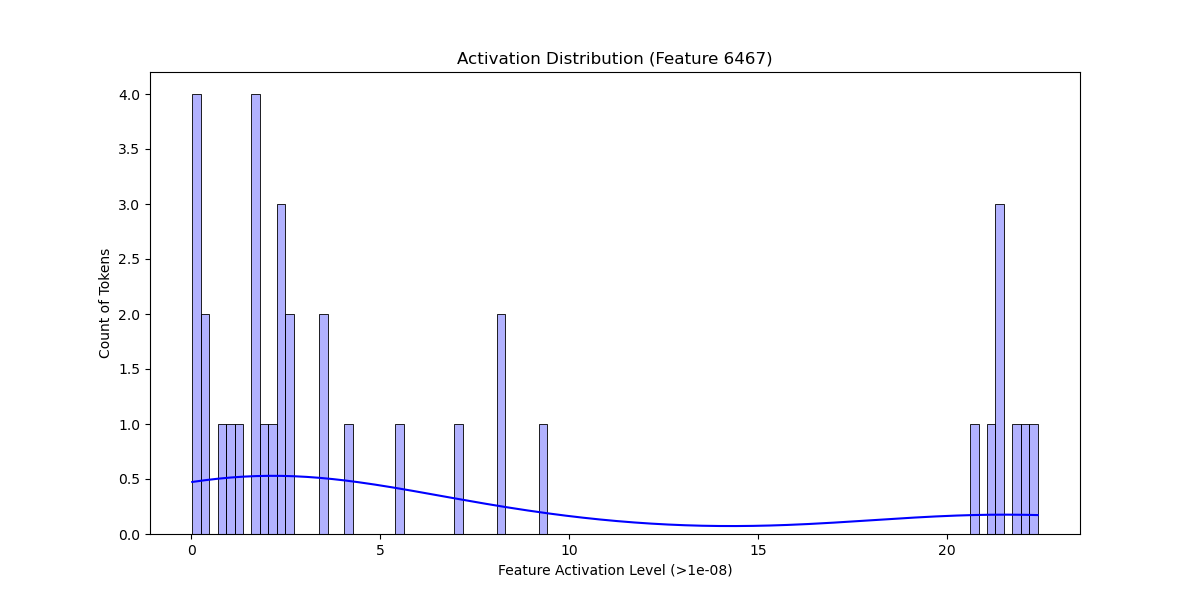 Activation Distribution (Feature 6467)
4.0
3.5
3.0
2.5
2.0
1.5
1.0
0.5
0.0
Count of Tokens
0 5 10 15 20
Feature Activation Level (>1e-08)